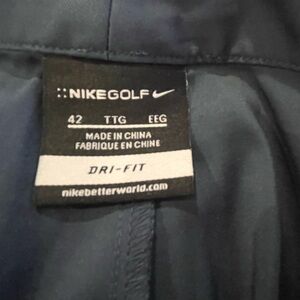 ::NIKEGOLF
42 TTG EEG
MADE IN CHINA
FABRIQUE EN CHINE
DRI-FIT
nikebetterworld.com